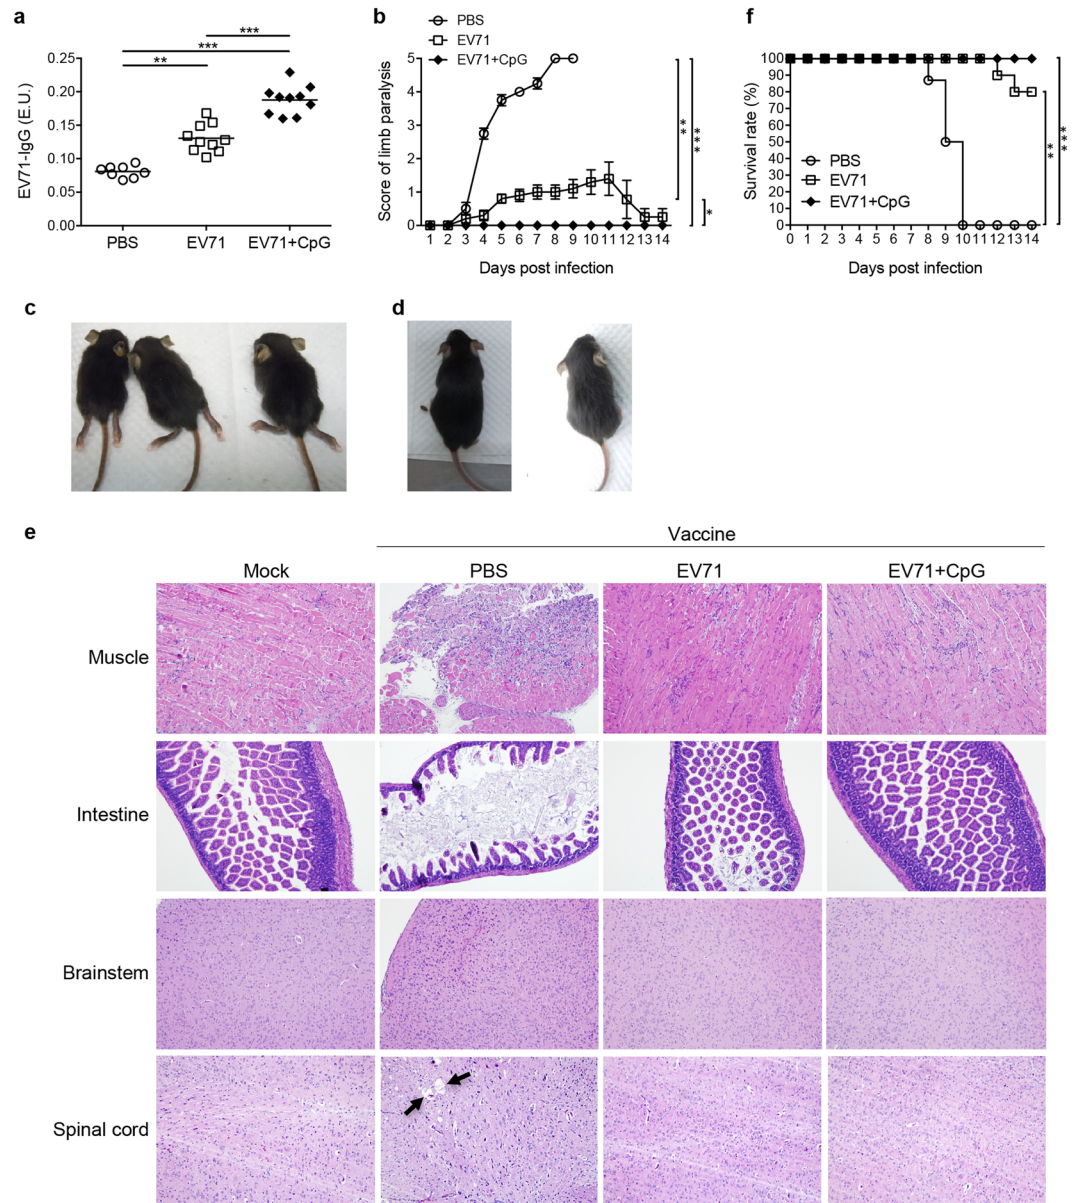 a
***
***
**
EV71-IgG (E.U.)
0.25
0.20
0.15
0.10
0.05
0.00
PBS
EV71
EV71+CpG
b
PBS
EV71
EV71+CpG
Score of limb paralysis
5
4
3
2
1
0
1 2 3 4 5 6 7 8 9 10 11 12 13 14
Days post infection
**
***
*
f
Survival rate (%)
100
90
80
70
60
50
40
30
20
10
0
PBS
EV71
EV71+CpG
0 1 2 3 4 5 6 7 8 9 10 11 12 13 14
Days post infection
**
***
c
d
e
Vaccine
Mock
PBS
EV71
EV71+CpG
Muscle
Intestine
Brainstem
Spinal cord